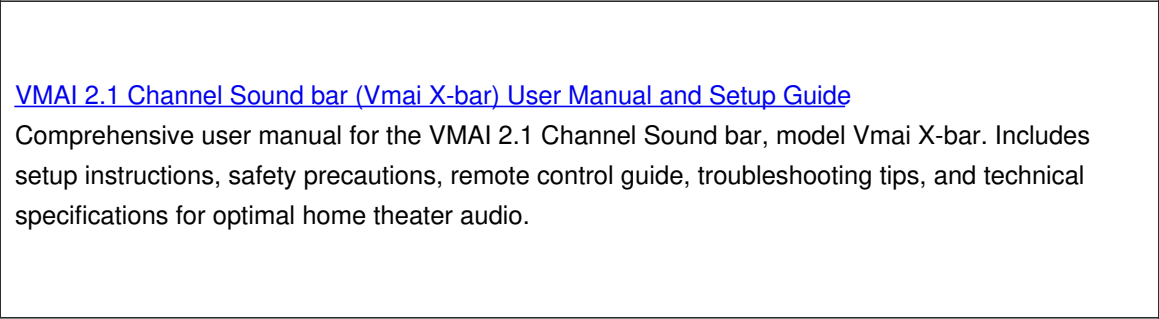 VMAI 2.1 Channel Sound bar (Vmai X-bar) User Manual and Setup Guide
Comprehensive user manual for the VMAI 2.1 Channel Sound bar, model Vmai X-bar. Includes
setup instructions, safety precautions, remote control guide, troubleshooting tips, and technical
specifications for optimal home theater audio.